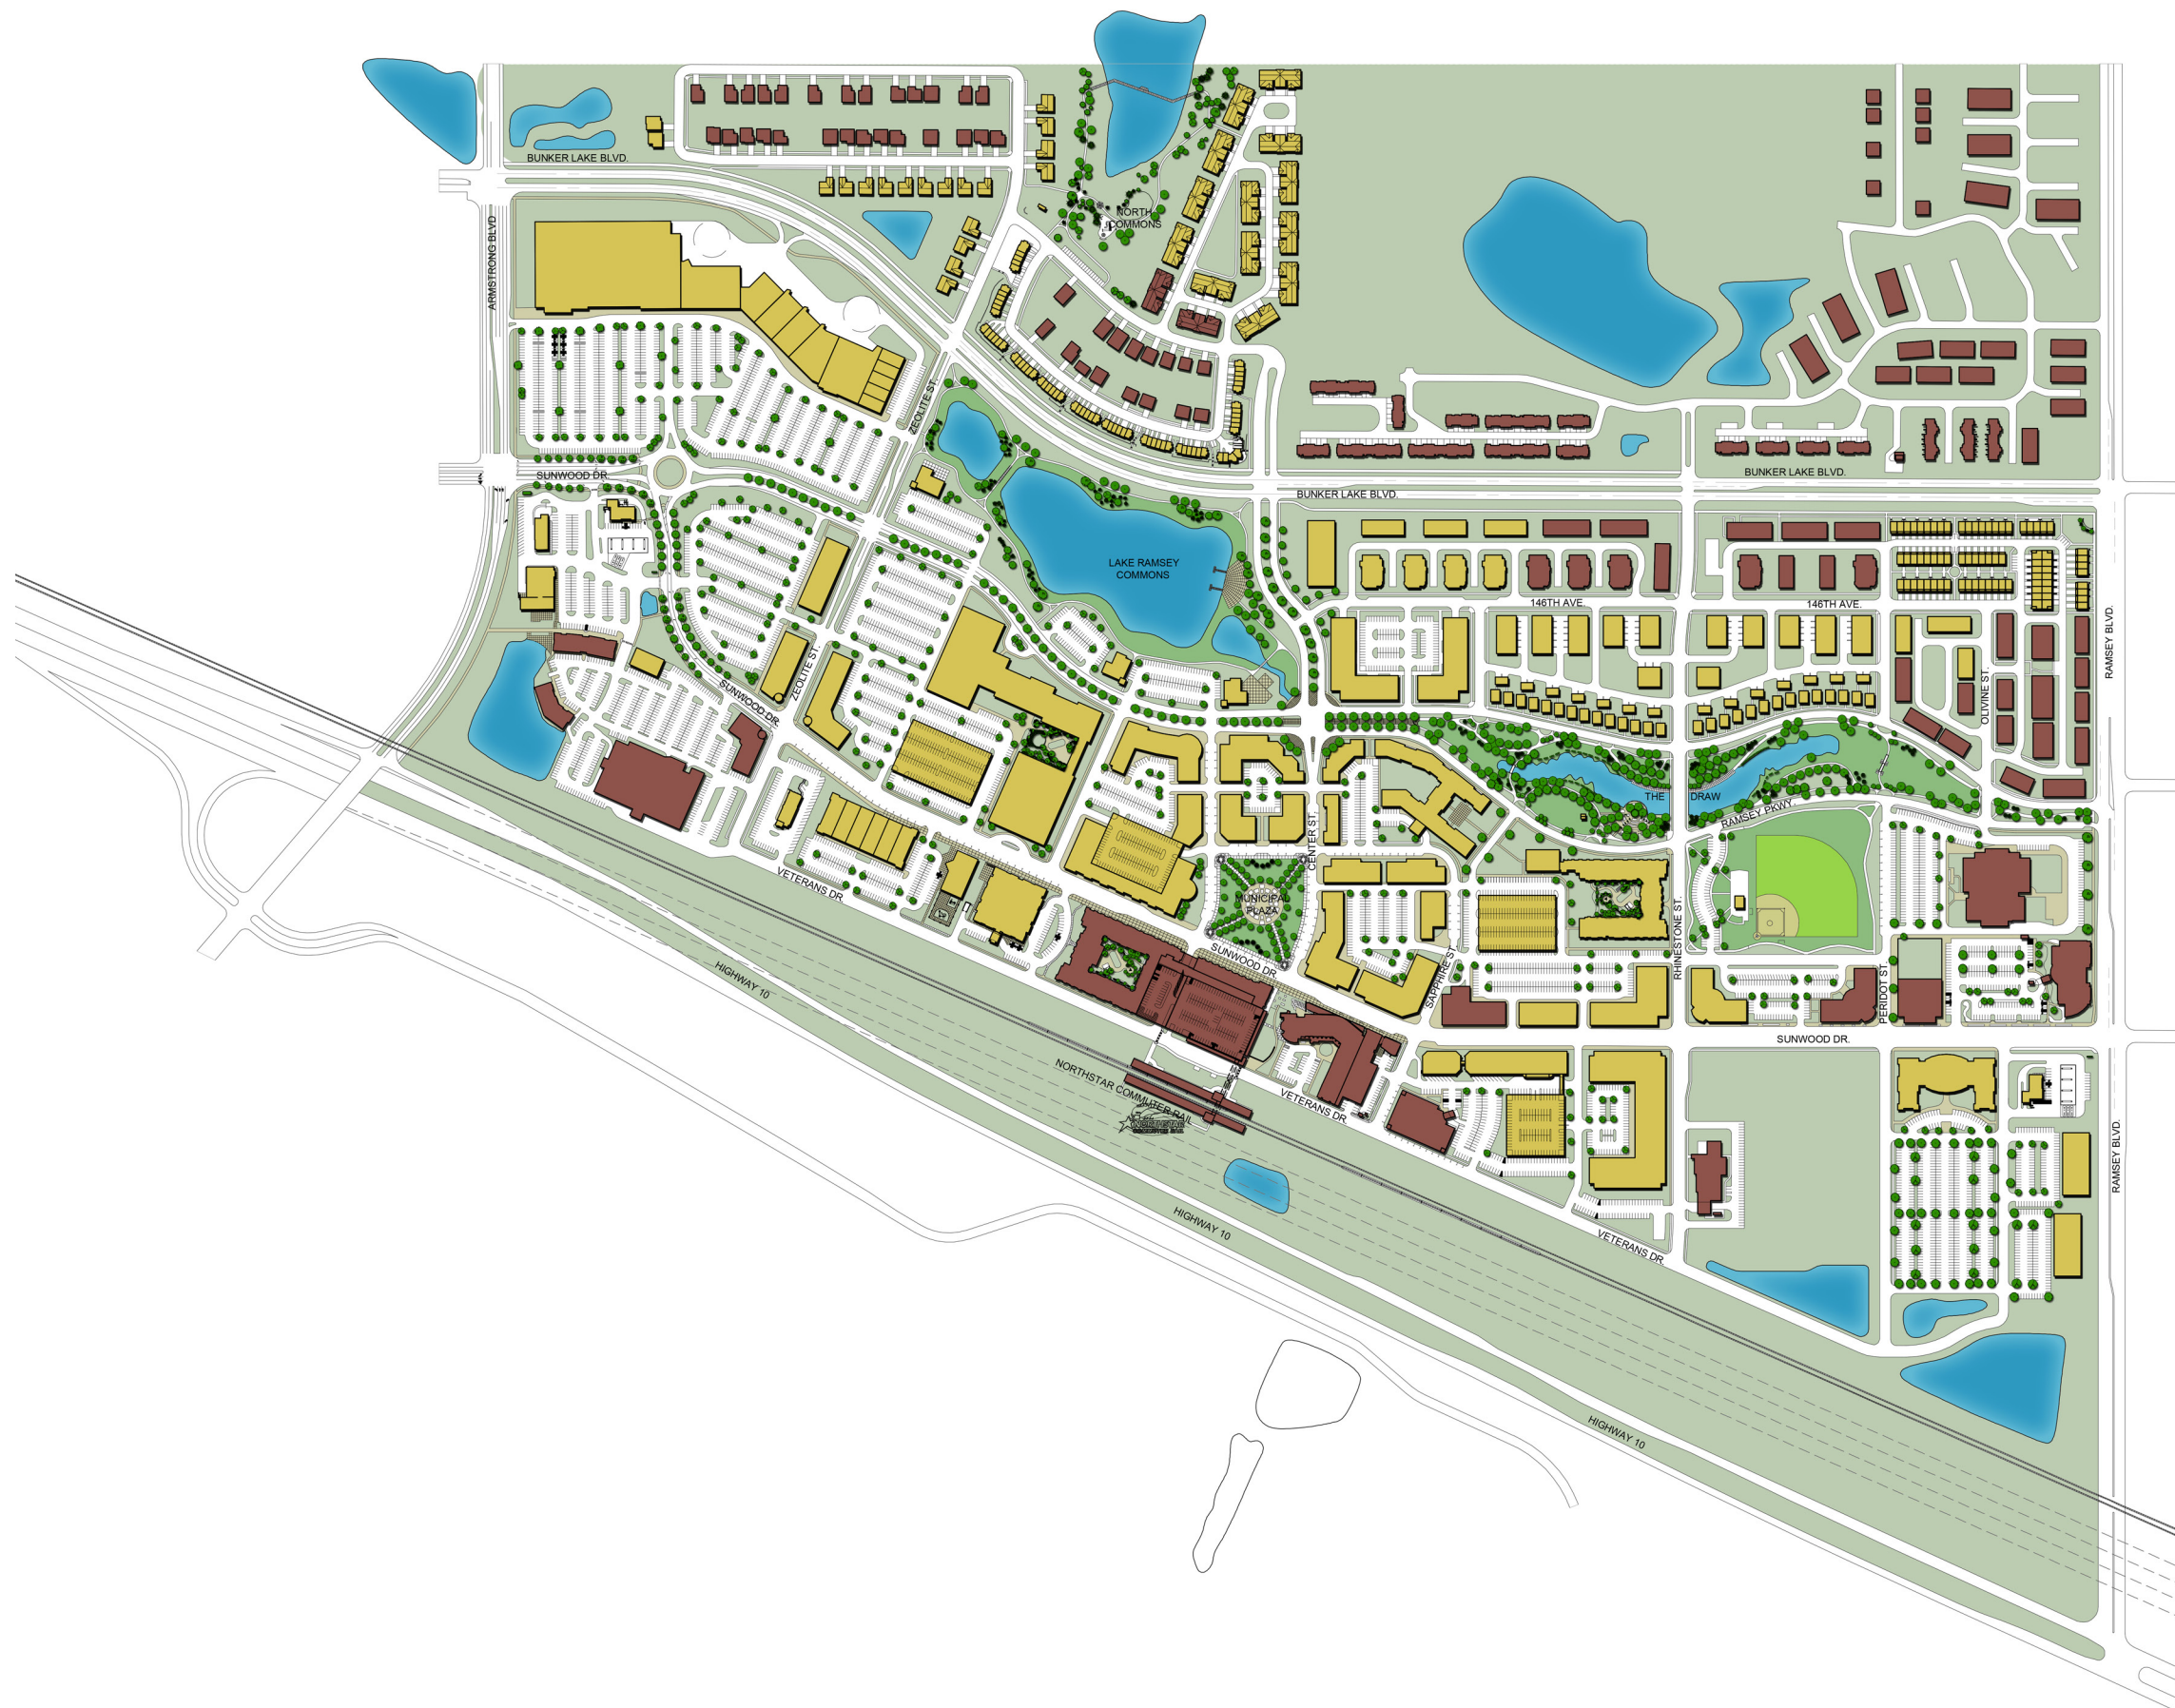 BUNKER LAKE BLVD.
NORTH
COMMONS
ARMSTRONG BLVD
ZEOLITE ST.
SUNWOOD DR.
BUNKER LAKE BLVD.
BUNKER LAKE BLVD.
LAKE RAMSEY
COMMONS
146TH AVE.
146TH AVE.
RAMSEY BLVD.
ZEOLITE ST.
SUNWOOD DR.
OLIVINE ST.
THE DRAW
RAMSEY PKWY.
CENTER ST.
VETERANS DR.
MUNICIPAL
PLAZA
SUNWOOD DR.
SAPPHIRE ST.
RHINESTONE ST.
PERIDOT ST.
HIGHWAY 10
SUNWOOD DR.
NORTHSTAR COMMUTER RAIL
NORTHSTAR
COMMUTER RAIL
VETERANS DR.
RAMSEY BLVD.
HIGHWAY 10
VETERANS DR.
HIGHWAY 10